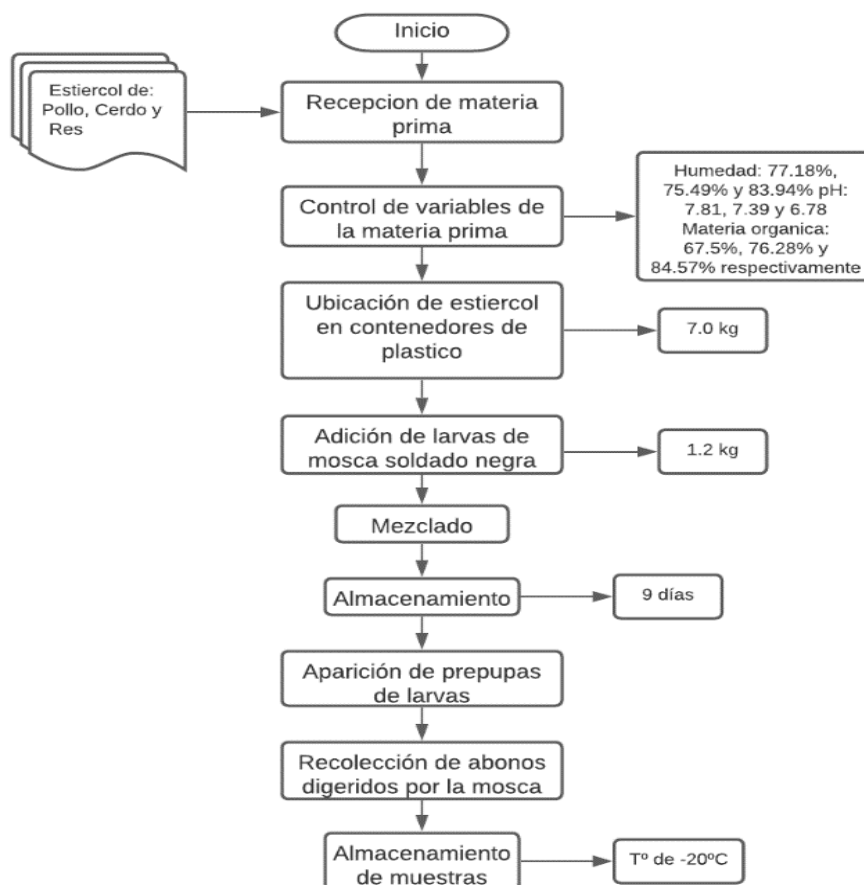 Inicio
Estiercol de:
Pollo, Cerdo y
Res
Recepcion de materia
prima
Control de variables de
la materia prima
Humedad: 77.18%,
75.49% y 83.94% pH:
7.81, 7.39 y 6.78
Materia organica:
67.5%, 76.28% y
84.57% respectivamente
Ubicación de estiercol
en contenedores de
plastico
7.0 kg
Adición de larvas de
mosca soldado negra
1.2 kg
Mezclado
Almacenamiento
9 días
Aparición de prepupas
de larvas
Recolección de abonos
digeridos por la mosca
Almacenamiento
de muestras
Tº de -20ºC